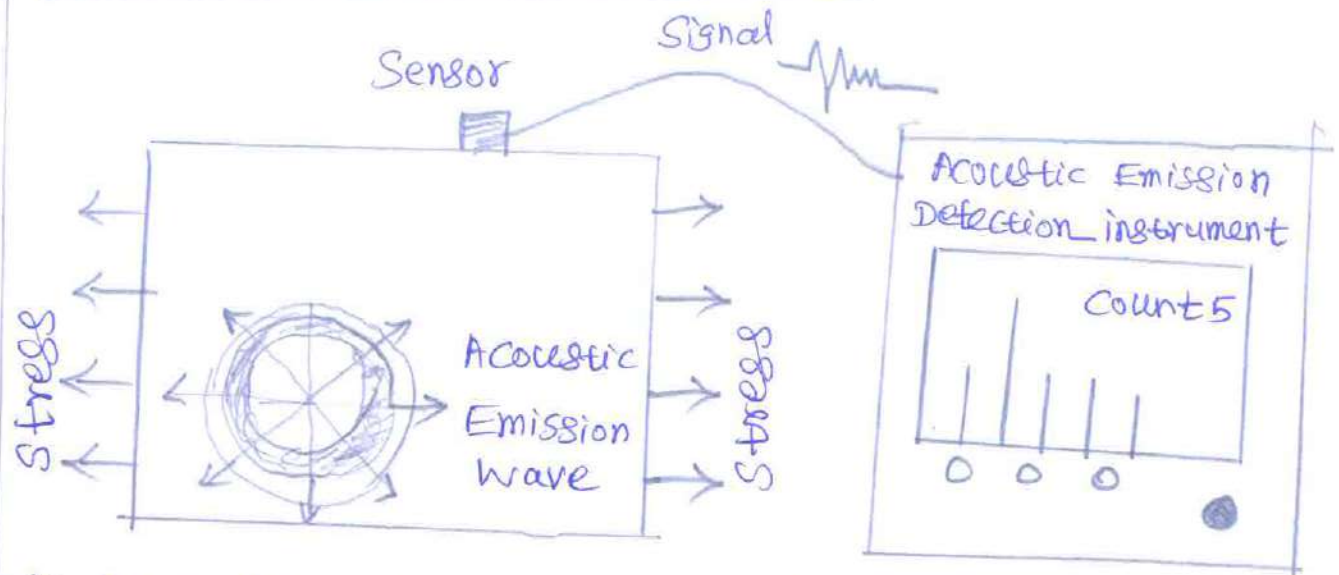 Signal
Sensor
Acoustic Emission
Detection instrument
Count 5
Stress
Acoustic
Emission
Wave
Stress